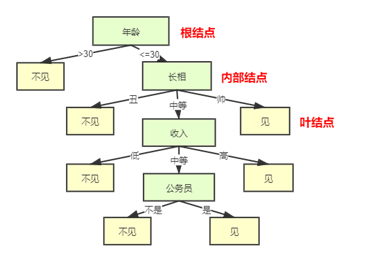 年龄 根结点
>30 <=30
不见 长相 内部结点
丑 中等 帅
不见 见 叶结点
收入
低 中等 高
不见 见
公务员
不是 是
不见 见